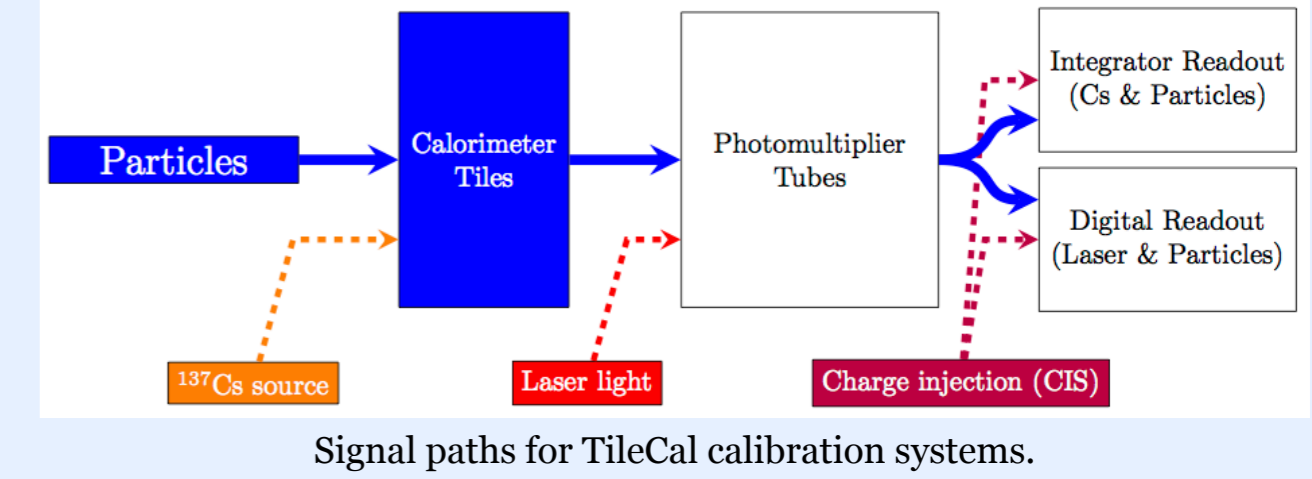 Particles
Calorimeter
Tiles
Photomultiplier
Tubes
Integrator Readout
(Cs & Particles)
Digital Readout
(Laser & Particles)
¹³⁷Cs source
Laser light
Charge injection (CIS)
Signal paths for TileCal calibration systems.